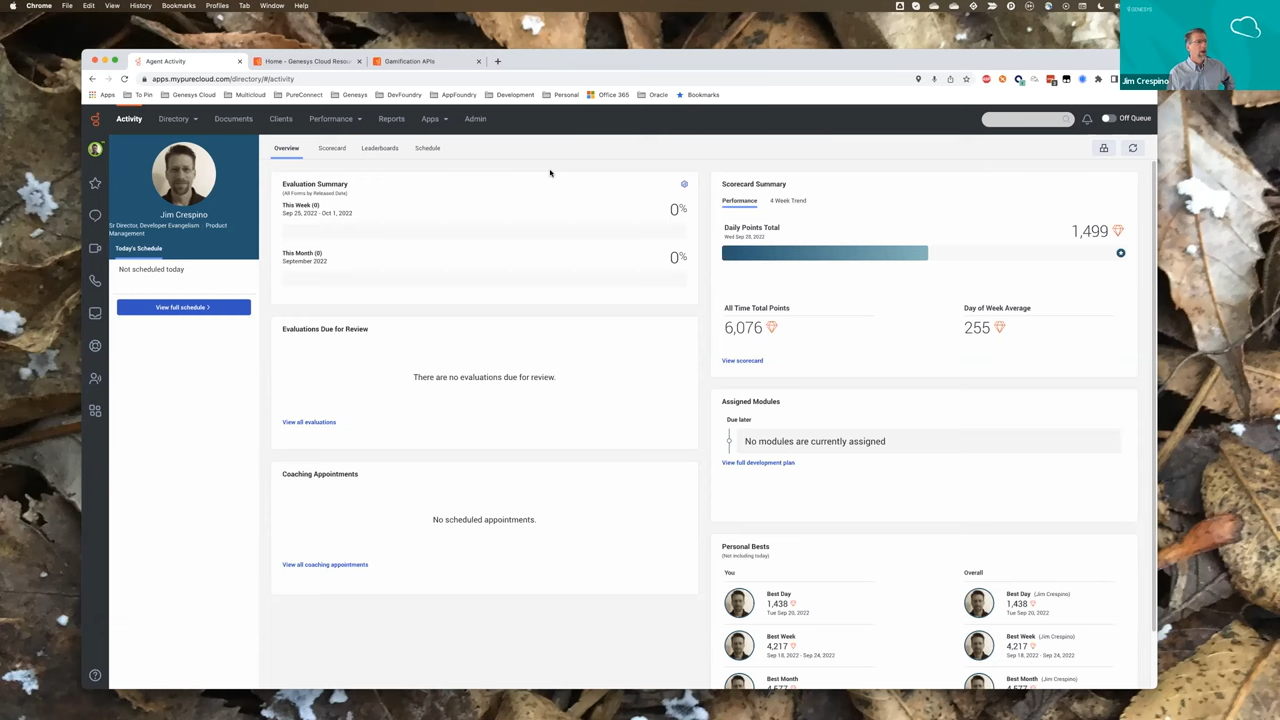 Chrome File Edit View History Bookmarks Profiles Tab Window Help
GENESYS
Jim Crespino
Agent Activity
Home - Genesys Cloud Resou
Gamification APIs
apps.mypurecloud.com/directory/#/activity
Apps To Pin Genesys Cloud Multicloud PureConnect Genesys DevFoundry AppFoundry Development Personal Office 365 Oracle Bookmarks
Activity Directory Documents Clients Performance Reports Apps Admin Off Queue
Jim Crespino
Sr Director, Developer Evangelism Product
Management
Today's Schedule
Not scheduled today
View full schedule
Overview Scorecard Leaderboards Schedule
Evaluation Summary
(All Forms by Released Date)
This Week (0)
Sep 25, 2022 - Oct 1, 2022
0%
This Month (0)
September 2022
0%
Evaluations Due for Review
There are no evaluations due for review.
View all evaluations
Coaching Appointments
No scheduled appointments.
View all coaching appointments
Scorecard Summary
Performance 4 Week Trend
Daily Points Total
Wed Sep 28, 2022
1,499
All Time Total Points
6,076
Day of Week Average
255
View scorecard
Assigned Modules
Due later
No modules are currently assigned
View full development plan
Personal Bests
(Not including today)
You
Overall
Best Day
1,438
Tue Sep 20, 2022
Best Day (Jim Crespino)
1,438
Tue Sep 20, 2022
Best Week
4,217
Sep 18, 2022 - Sep 24, 2022
Best Week (Jim Crespino)
4,217
Sep 18, 2022 - Sep 24, 2022
Best Month
Best Month (Jim Crespino)